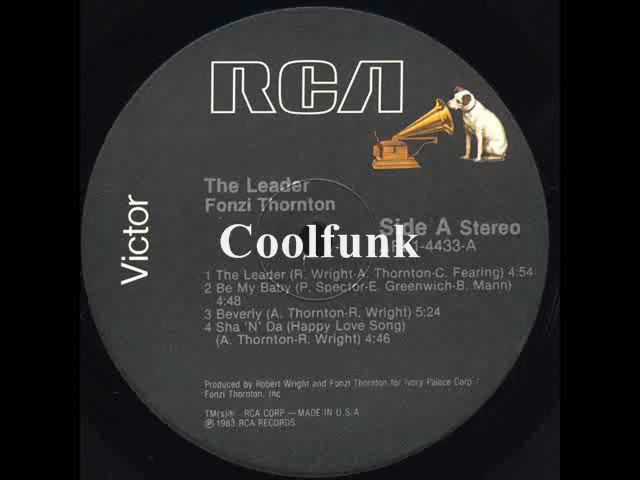 RCA
Victor
The Leader
Fonzi Thornton
Side A Stereo
1-4433-A
Coolfunk
1 The Leader (R. Wright-A. Thornton-C. Fearing) 4:54
2 Be My Baby (P. Spector-E. Greenwich-B. Mann)
4:48
3 Beverly (A. Thornton-R. Wright) 5:24
4 Sha 'N' Da (Happy Love Song)
(A. Thornton-R. Wright) 4:46
Produced by Robert Wright and Fonzi Thornton for Ivory Palace Corp./
Fonzi Thornton, Inc.
TM(s)® RCA CORP.—MADE IN U.S.A.
℗ 1983 RCA RECORDS